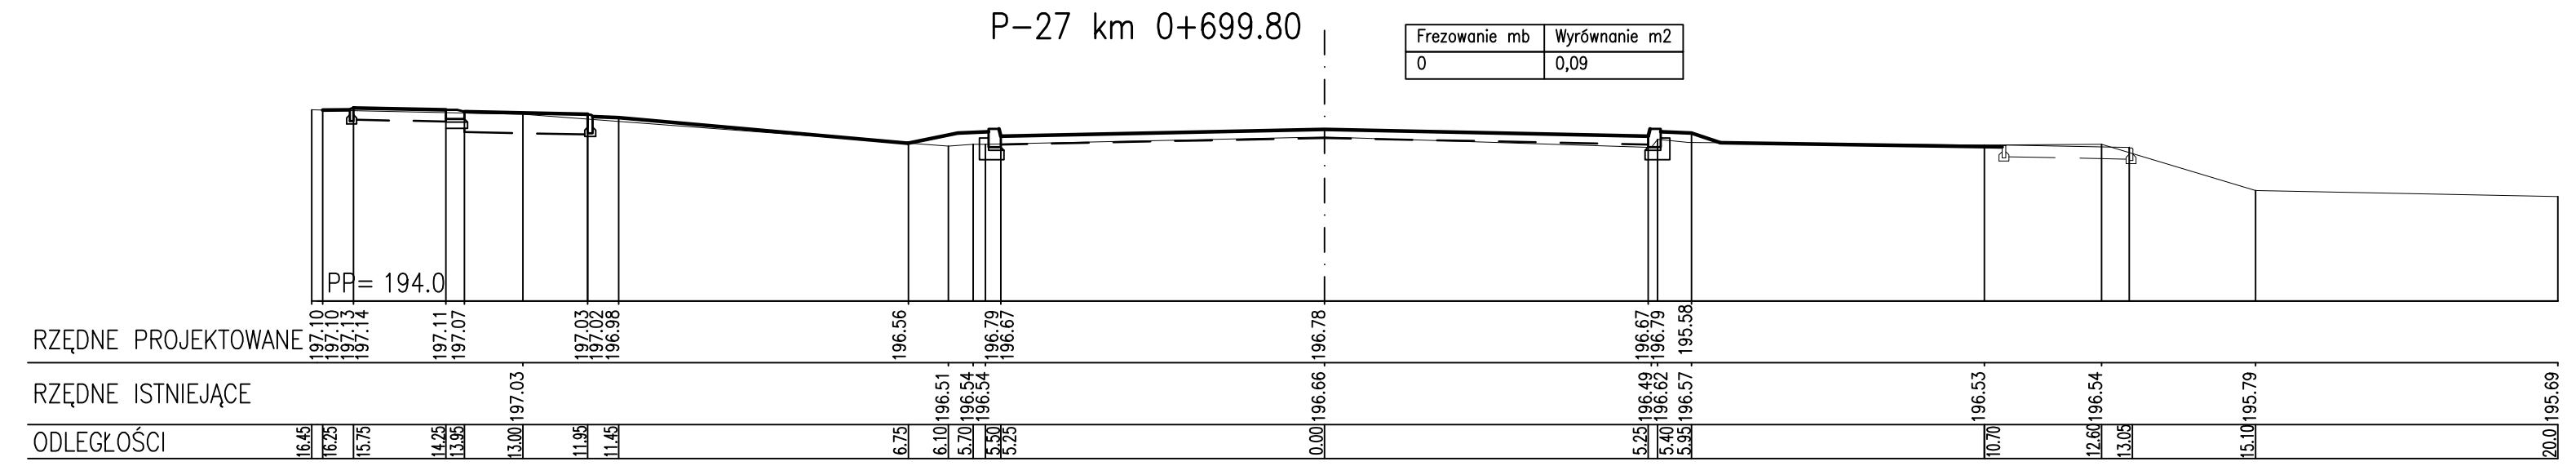 P-27 km 0+699.80
Frezowanie mb Wyrównanie m2
0 0,09
PP= 194.0
RZĘDNE PROJEKTOWANE 197.10 197.10 197.13 197.14 197.11 197.07 197.03 197.02 196.98 196.56 196.79 196.67 196.78 196.67 196.79 195.58
RZĘDNE ISTNIEJĄCE 197.03 196.51 196.54 196.54 196.66 196.49 196.62 196.57 196.53 196.54 195.79 195.69
ODLEGŁOŚCI 16.45 16.25 15.75 14.25 13.95 13.00 11.95 11.45 6.75 6.10 5.70 5.50 5.25 0.00 5.25 5.40 5.95 10.70 12.60 13.05 15.10 20.0